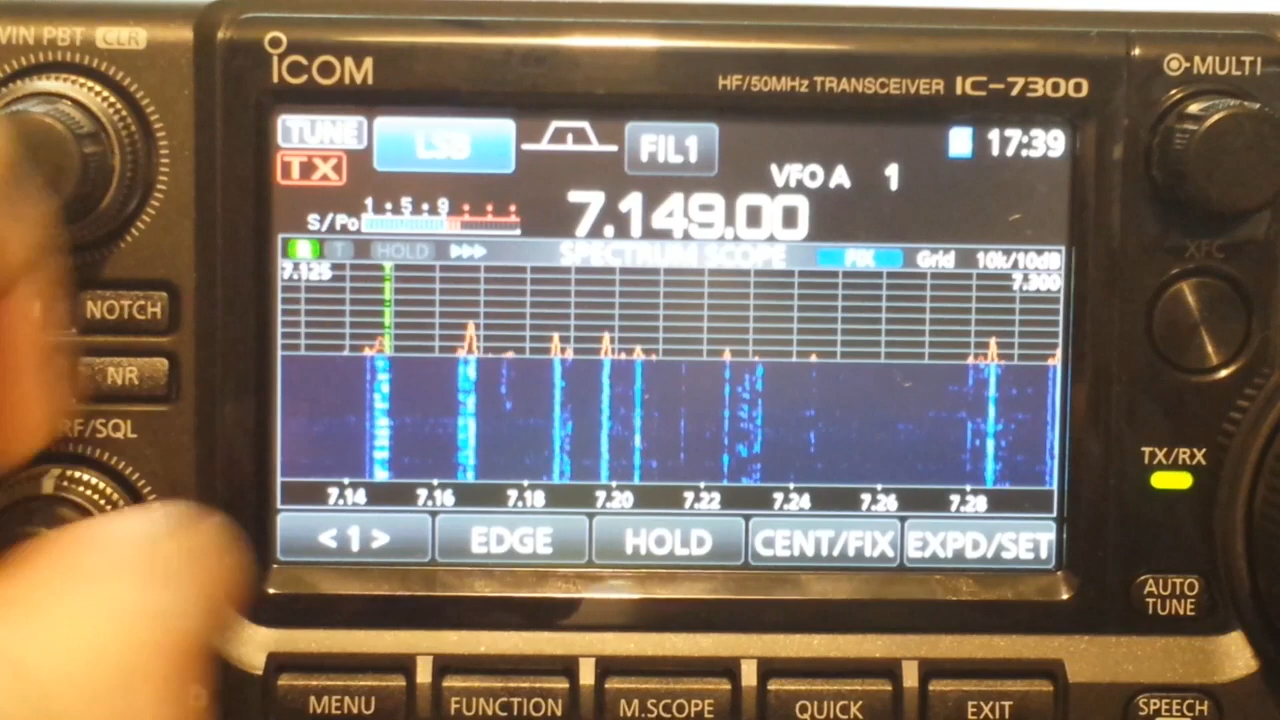 TWIN PBT CLR
ICOM
HF/50MHz TRANSCEIVER IC-7300
MULTI
TUNE LSB FIL1 17:39
TX
VFO A 1
1 5 9
S/Po 7.149.00
T HOLD SPECTRUM SCOPE FIX Grid 10k/10dB
7.125 7.300
XFC
NOTCH
NR
RF/SQL
TX/RX
7.14 7.16 7.18 7.20 7.22 7.24 7.26 7.28
<1> EDGE HOLD CENT/FIX EXPD/SET
AUTO
TUNE
MENU FUNCTION M.SCOPE QUICK EXIT SPEECH